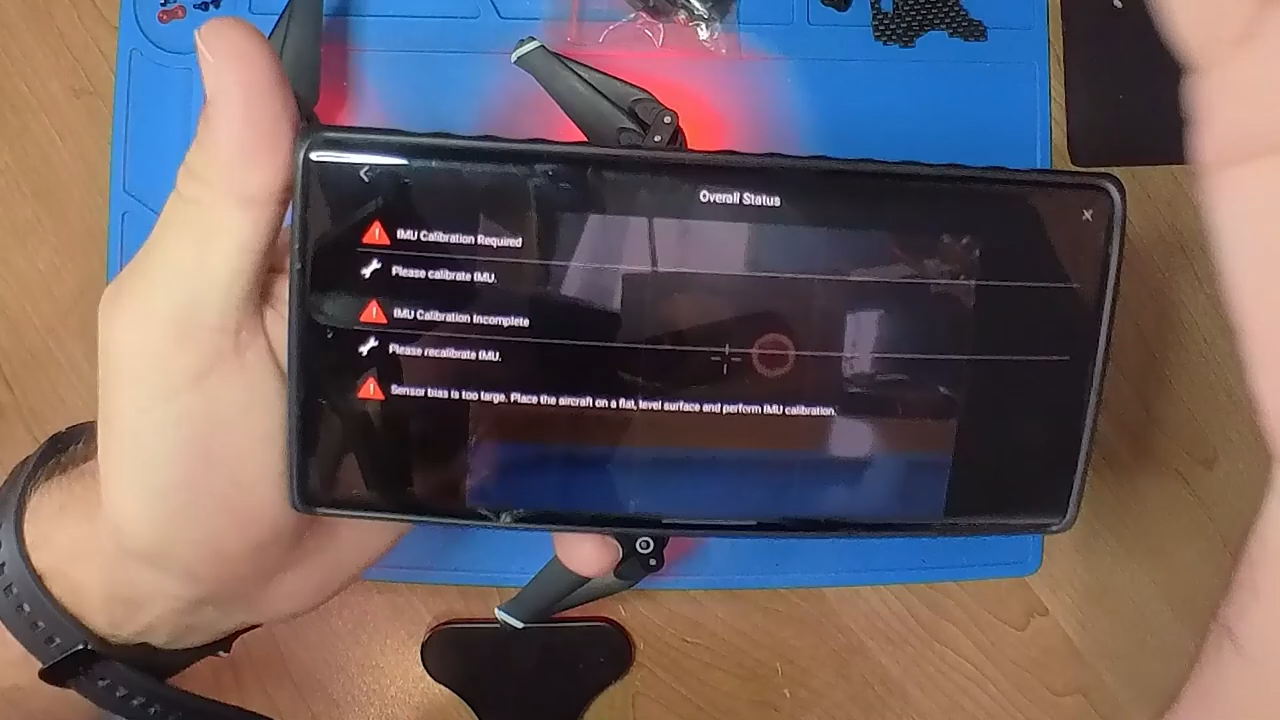 Overall Status
IMU Calibration Required
Please calibrate IMU.
IMU Calibration Incomplete
Please recalibrate IMU.
Sensor bias is too large. Place the aircraft on a flat, level surface and perform IMU calibration.